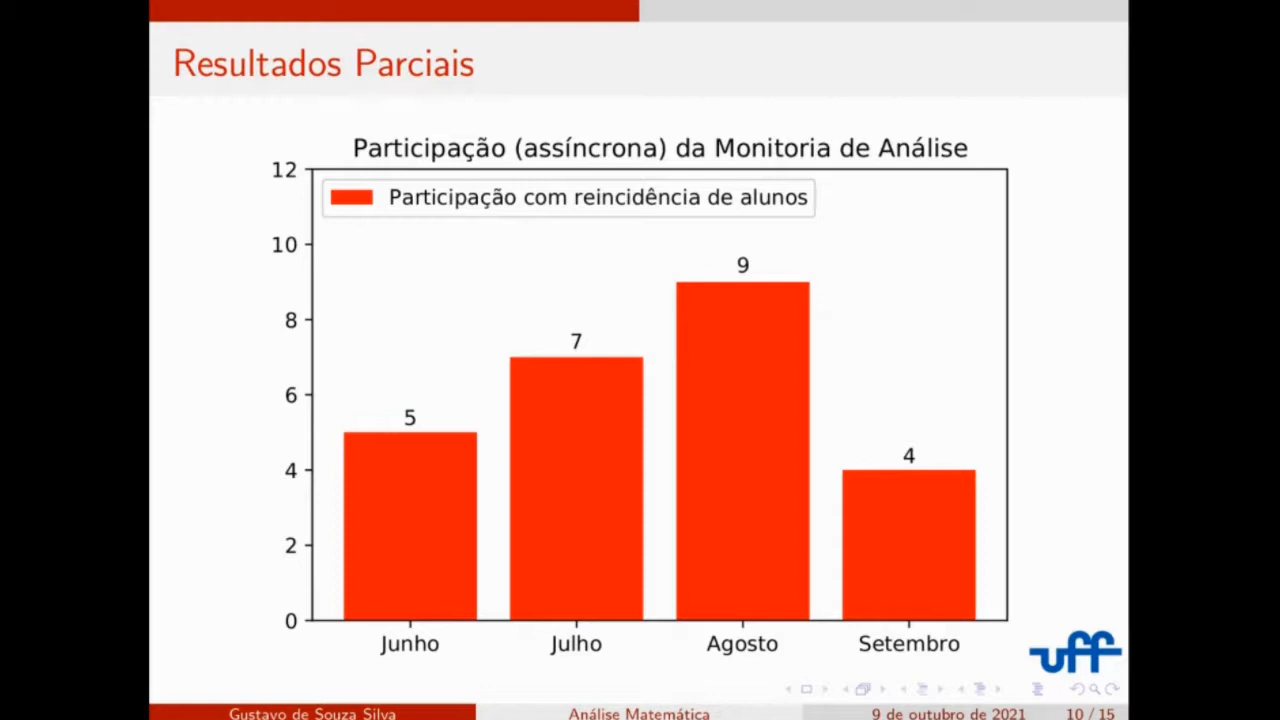 Resultados Parciais
Participação (assíncrona) da Monitoria de Análise
12
Participação com reincidência de alunos
10
9
8
7
6
5
4
4
2
0
Junho Julho Agosto Setembro
uff
Gustavo de Souza Silva Análise Matemática 9 de outubro de 2021 10 / 15